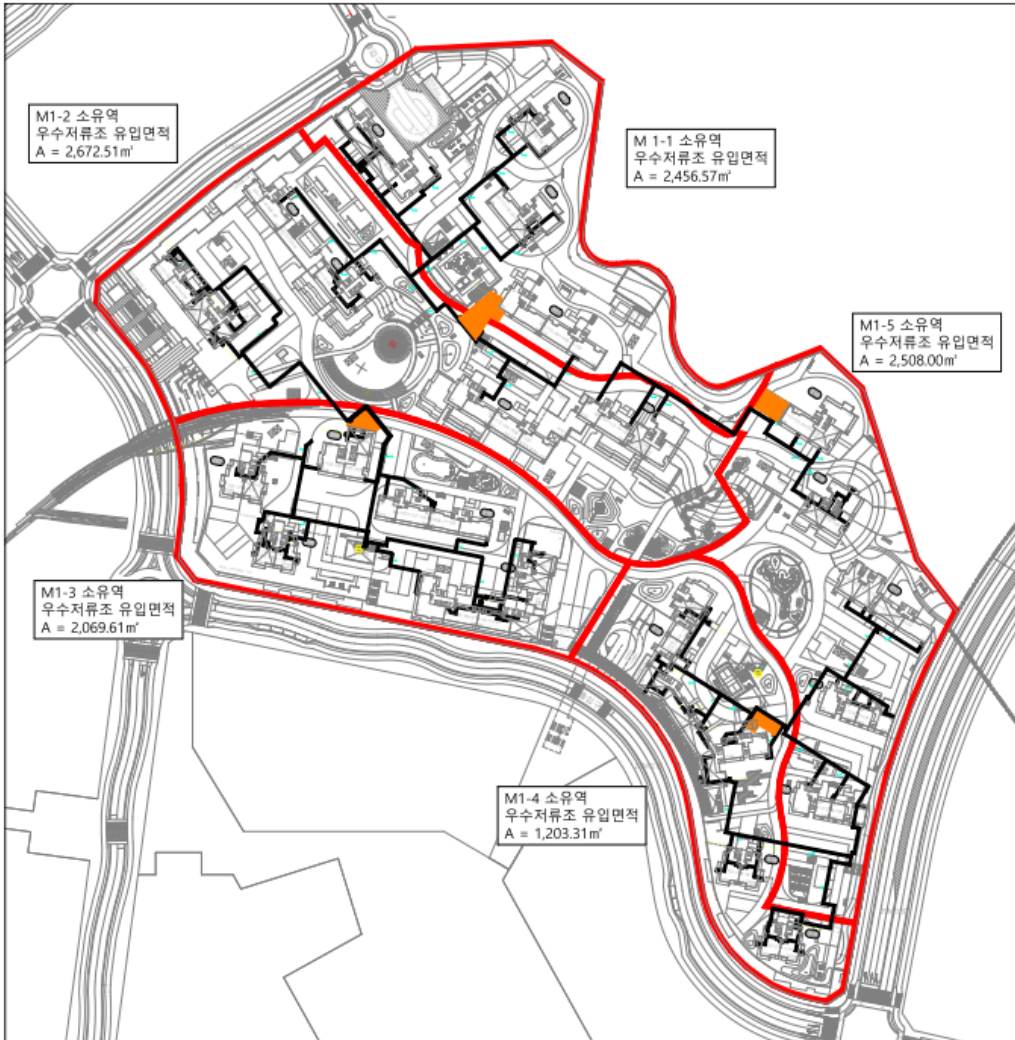 M1-2 소유역
우수저류조 유입면적
A = 2,672.51㎡
M 1-1 소유역
우수저류조 유입면적
A = 2,456.57㎡
M1-5 소유역
우수저류조 유입면적
A = 2,508.00㎡
M1-3 소유역
우수저류조 유입면적
A = 2,069.61㎡
M1-4 소유역
우수저류조 유입면적
A = 1,203.31㎡